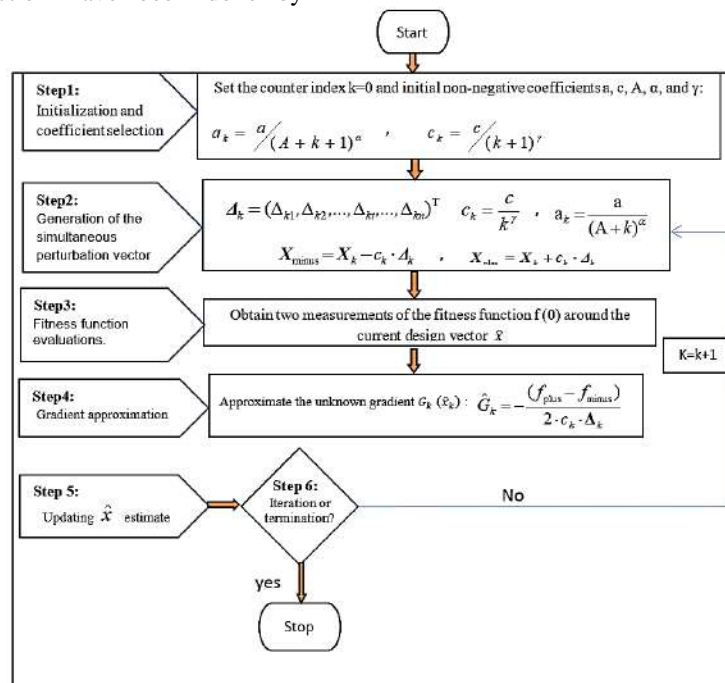 Start
Step1:
Initialization and
coefficient selection
Set the counter index k=0 and initial non-negative coefficients a, c, A, α, and γ:
a_k = a/(A + k + 1)^α , c_k = c/(k + 1)^γ
Step2:
Generation of the
simultaneous
perturbation vector
Δ_k = (Δ_k1, Δ_k2, ..., Δ_kr, ..., Δ_kn)^T c_k = c/k^γ , a_k = a/(A+k)^α
X_minus = X_k − c_k · Δ_k , X = X_k + c_k · Δ_k
Step3:
Fitness function
evaluations.
Obtain two measurements of the fitness function f(0) around the
current design vector x̂
K=k+1
Step4:
Gradient approximation
Approximate the unknown gradient G_k (x̂_k) : Ĝ_k = −(f_plus − f_minus)/2 · c_k · Δ_k
Step 5:
Updating x̂ estimate
Step 6:
Iteration or
termination?
No
yes
Stop